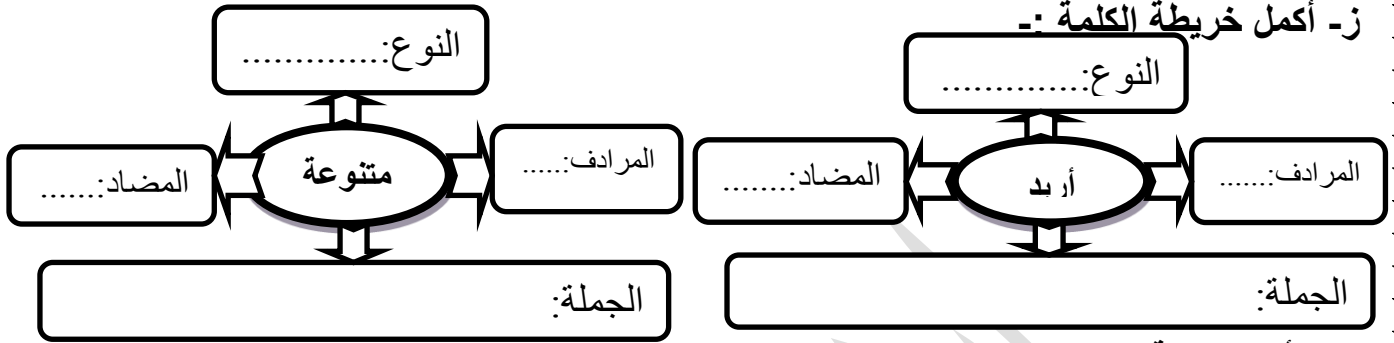 ز- أكمل خريطة الكلمة :-
النوع:..............
المرادف:......
أريد
المضاد:.......
الجملة:
النوع:..............
المرادف:......
متنوعة
المضاد:.......
الجملة: